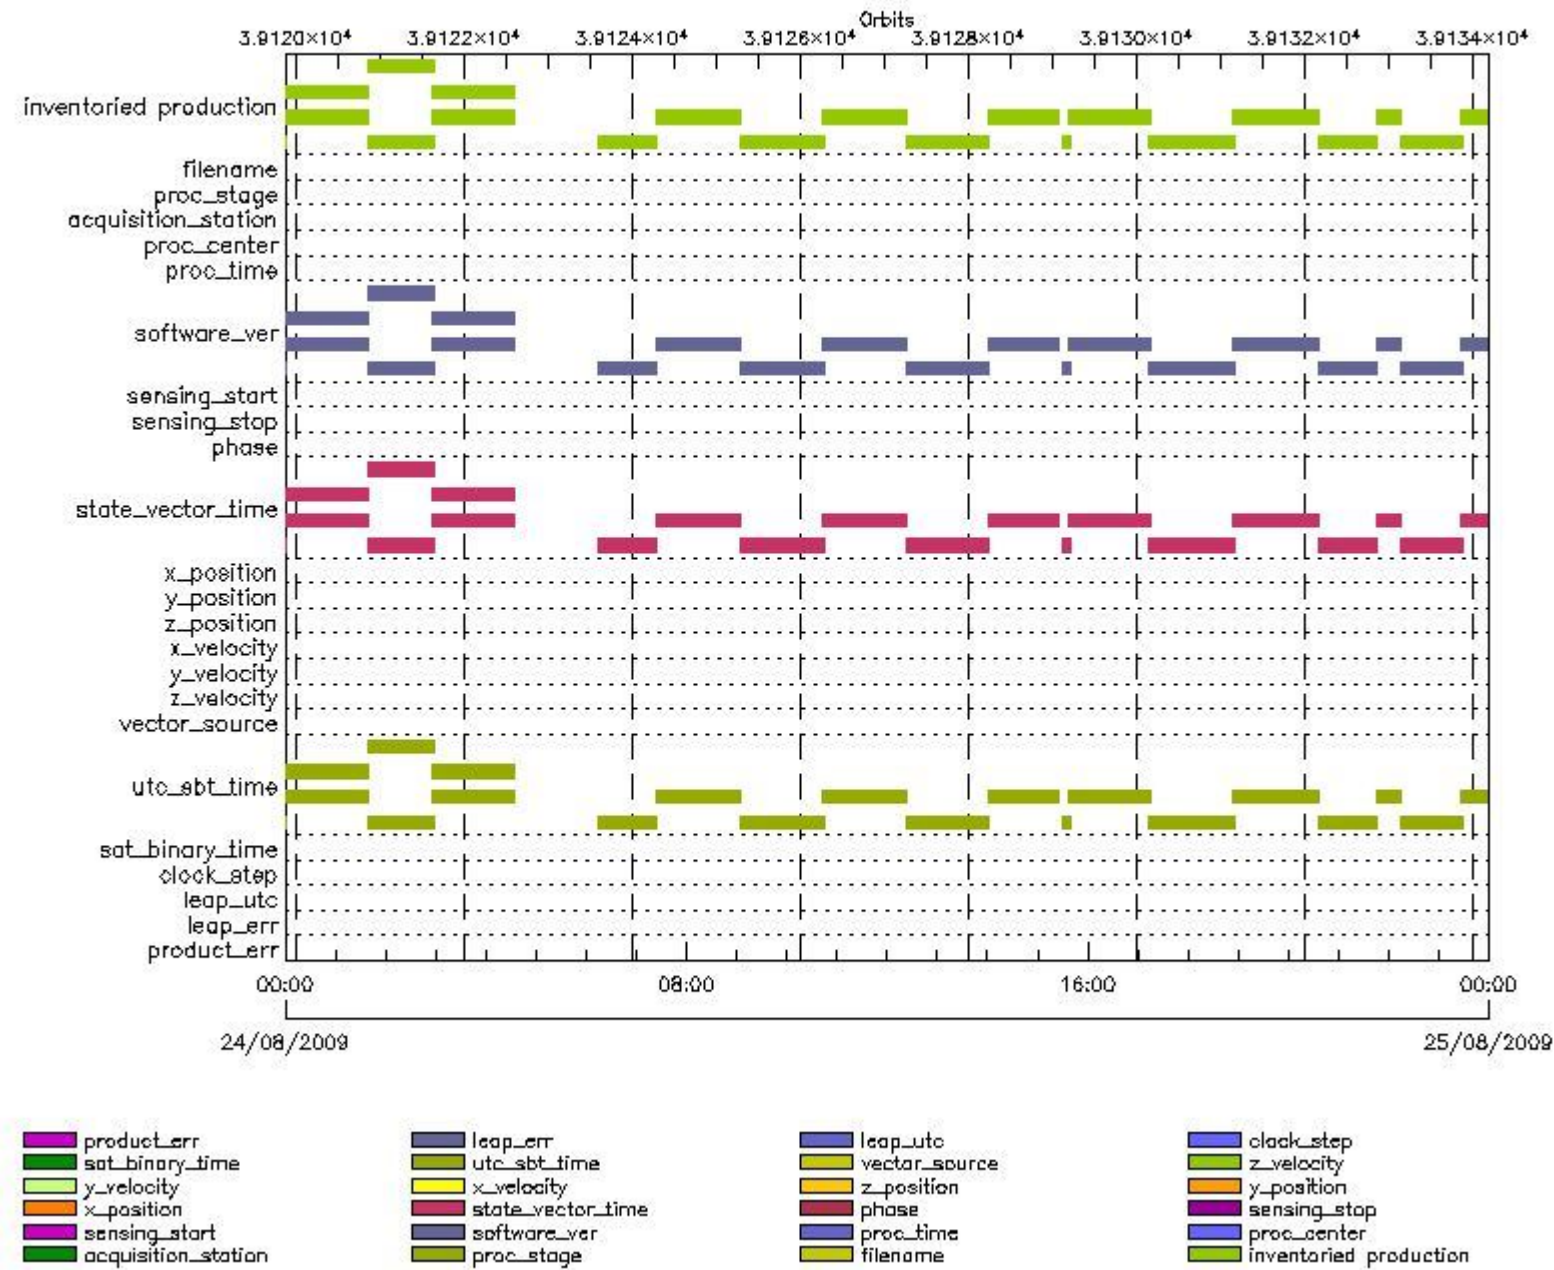 Orbits
3.9120×10⁴ 3.9122×10⁴ 3.9124×10⁴ 3.9126×10⁴ 3.9128×10⁴ 3.9130×10⁴ 3.9132×10⁴ 3.9134×10⁴
inventoried production
filename
proc_stage
acquisition_station
proc_center
proc_time
software_ver
sensing_start
sensing_stop
phase
state_vector_time
x_position
y_position
z_position
x_velocity
y_velocity
z_velocity
vector_source
utc_sbt_time
sat_binary_time
clock_step
leap_utc
leap_err
product_err
00:00 08:00 16:00 00:00
24/08/2009 25/08/2009
product_err leap_err leap_utc clock_step
sat_binary_time utc_sbt_time vector_source z_velocity
y_velocity x_velocity z_position y_position
x_position state_vector_time phase sensing_stop
sensing_start software_ver proc_time proc_center
acquisition_station proc_stage filename inventoried production